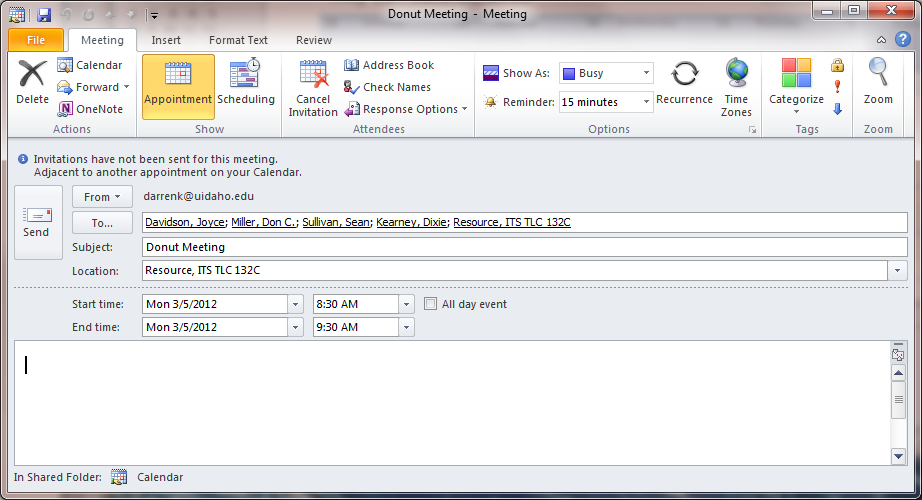 Donut Meeting - Meeting
File Meeting Insert Format Text Review
Delete Calendar Forward OneNote
Actions
Appointment Scheduling
Show
Cancel Invitation Address Book Check Names Response Options
Attendees
Show As: Busy
Reminder: 15 minutes
Recurrence Time Zones
Options
Categorize
Tags
Zoom
Zoom
Invitations have not been sent for this meeting.
Adjacent to another appointment on your Calendar.
Send
From darrenk@uidaho.edu
To... Davidson, Joyce; Miller, Don C.; Sullivan, Sean; Kearney, Dixie; Resource, ITS TLC 132C
Subject: Donut Meeting
Location: Resource, ITS TLC 132C
Start time: Mon 3/5/2012 8:30 AM All day event
End time: Mon 3/5/2012 9:30 AM
In Shared Folder: Calendar